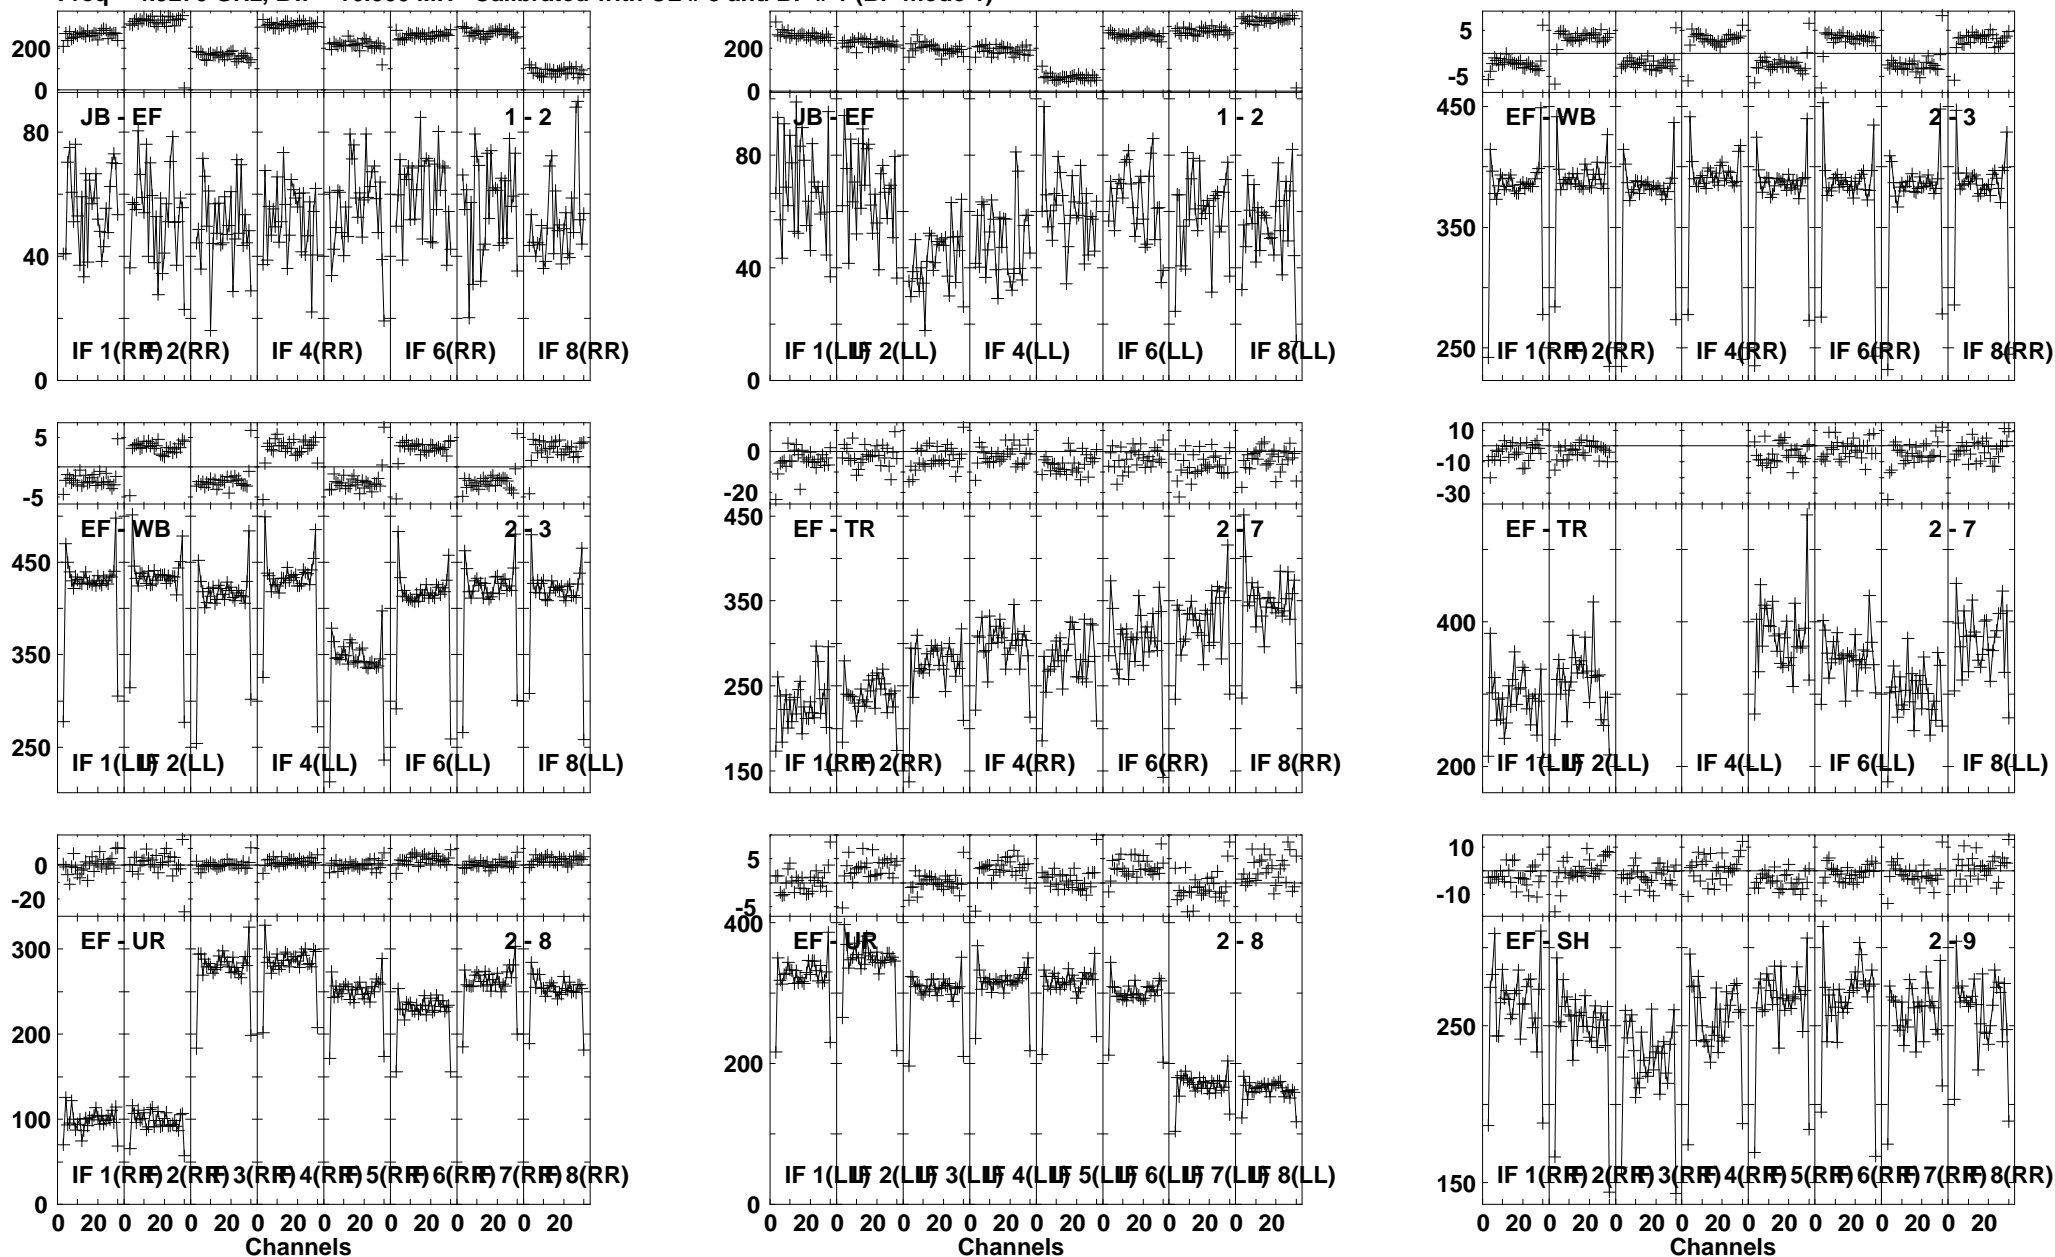 200
0
JB - EF
1 - 2
80
40
0
IF 1(RR)
IF 2(RR)
IF 4(RR)
IF 6(RR)
IF 8(RR)
200
0
JB - EF
1 - 2
80
40
0
IF 1(LL)
IF 2(LL)
IF 4(LL)
IF 6(LL)
IF 8(LL)
5
-5
EF - WB
2 - 3
450
350
250
IF 1(RR)
IF 2(RR)
IF 4(RR)
IF 6(RR)
IF 8(RR)
5
-5
EF - WB
2 - 3
450
350
250
IF 1(LL)
IF 2(LL)
IF 4(LL)
IF 6(LL)
IF 8(LL)
0
-20
EF - TR
2 - 7
450
350
250
150
IF 1(RR)
IF 2(RR)
IF 4(RR)
IF 6(RR)
IF 8(RR)
10
-10
-30
EF - TR
2 - 7
400
200
IF 1(LL)
IF 2(LL)
IF 4(LL)
IF 6(LL)
IF 8(LL)
0
-20
EF - UR
2 - 8
300
200
100
0
IF 1(RR)
IF 2(RR)
IF 3(RR)
IF 4(RR)
IF 5(RR)
IF 6(RR)
IF 7(RR)
IF 8(RR)
0 20 0 20 0 20 0 20 0 20 0 20 0 20 0 20
Channels
5
-5
EF - UR
2 - 8
400
200
0
IF 1(LL)
IF 2(LL)
IF 3(LL)
IF 4(LL)
IF 5(LL)
IF 6(LL)
IF 7(LL)
IF 8(LL)
0 20 0 20 0 20 0 20 0 20 0 20 0 20 0 20
Channels
10
-10
EF - SH
2 - 9
250
150
IF 1(RR)
IF 2(RR)
IF 3(RR)
IF 4(RR)
IF 5(RR)
IF 6(RR)
IF 7(RR)
IF 8(RR)
0 20 0 20 0 20 0 20 0 20 0 20 0 20 0 20
Channels